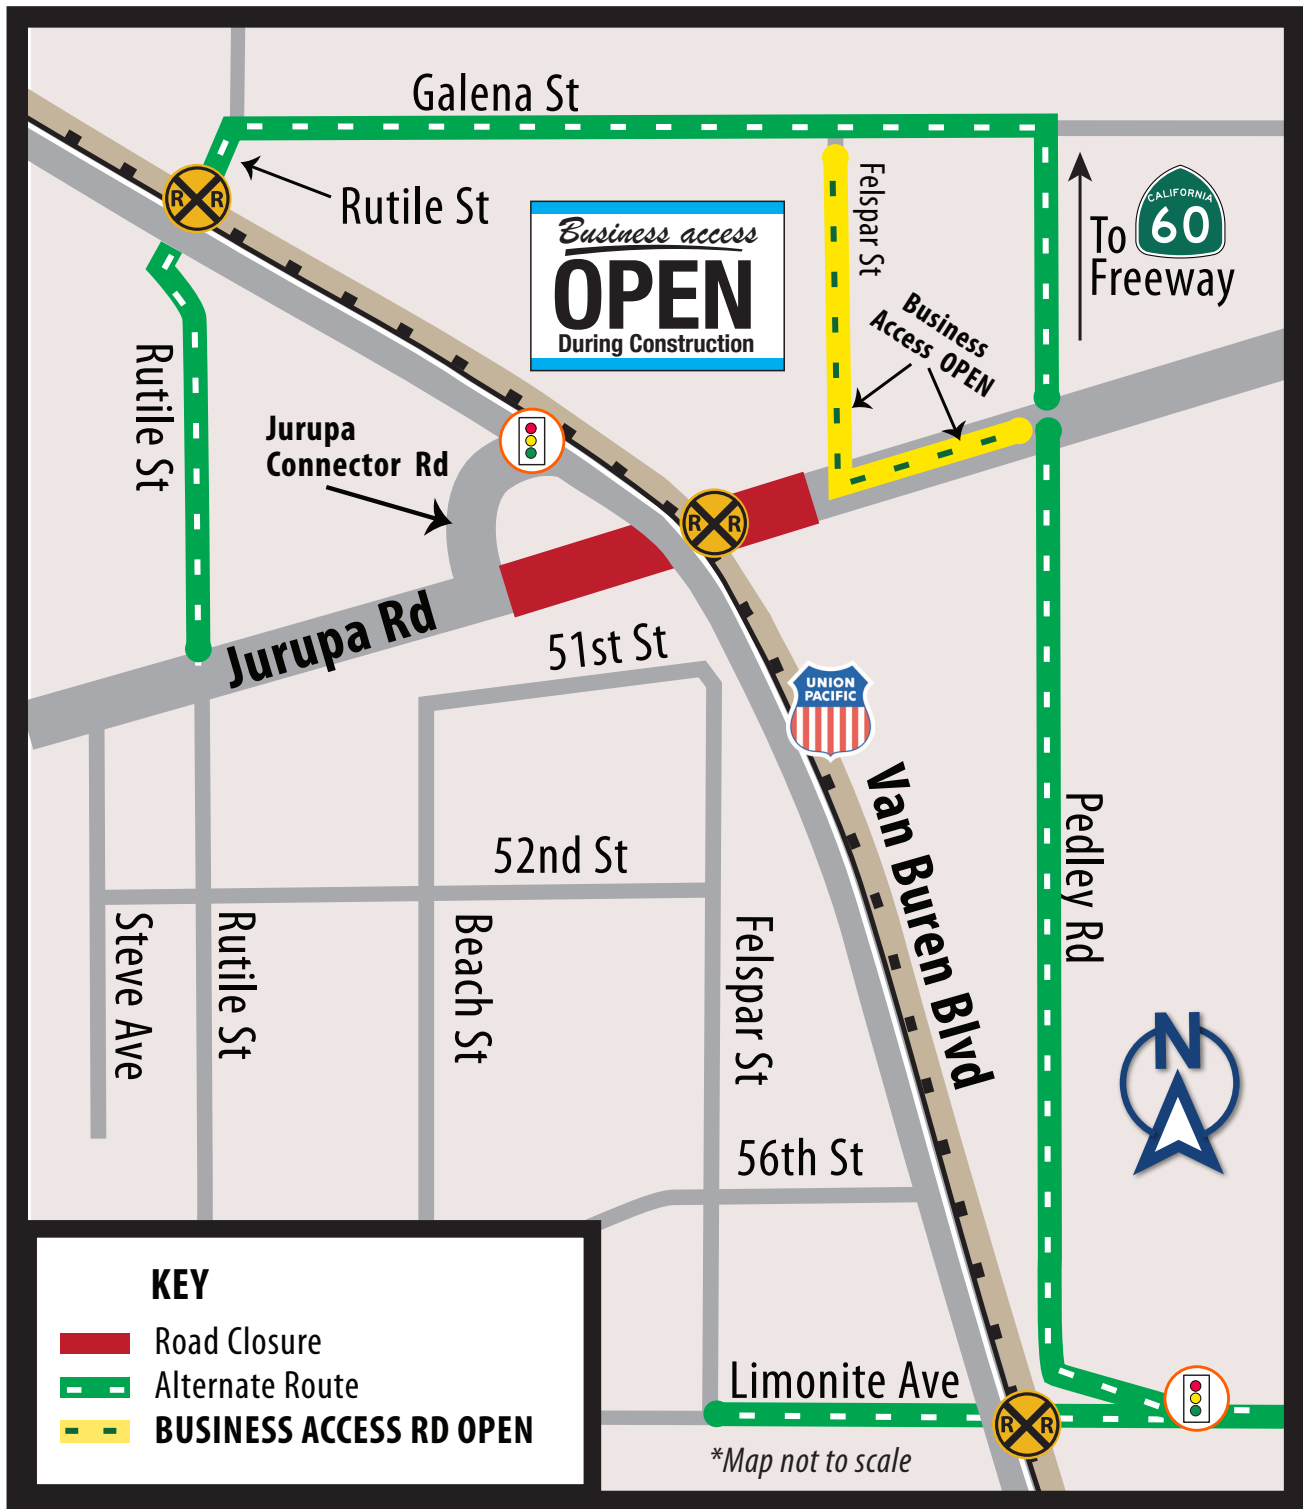 Galena St
Rutile St
R R
Felspar St
CALIFORNIA
60
To
Freeway
Business access
OPEN
During Construction
Business
Access OPEN
Rutile St
Jurupa
Connector Rd
R R
Jurupa Rd
51st St
UNION
PACIFIC
Van Buren Blvd
Pedley Rd
52nd St
Steve Ave
Rutile St
Beach St
Felspar St
N
56th St
KEY
Road Closure
Alternate Route
BUSINESS ACCESS RD OPEN
Limonite Ave
R R
*Map not to scale